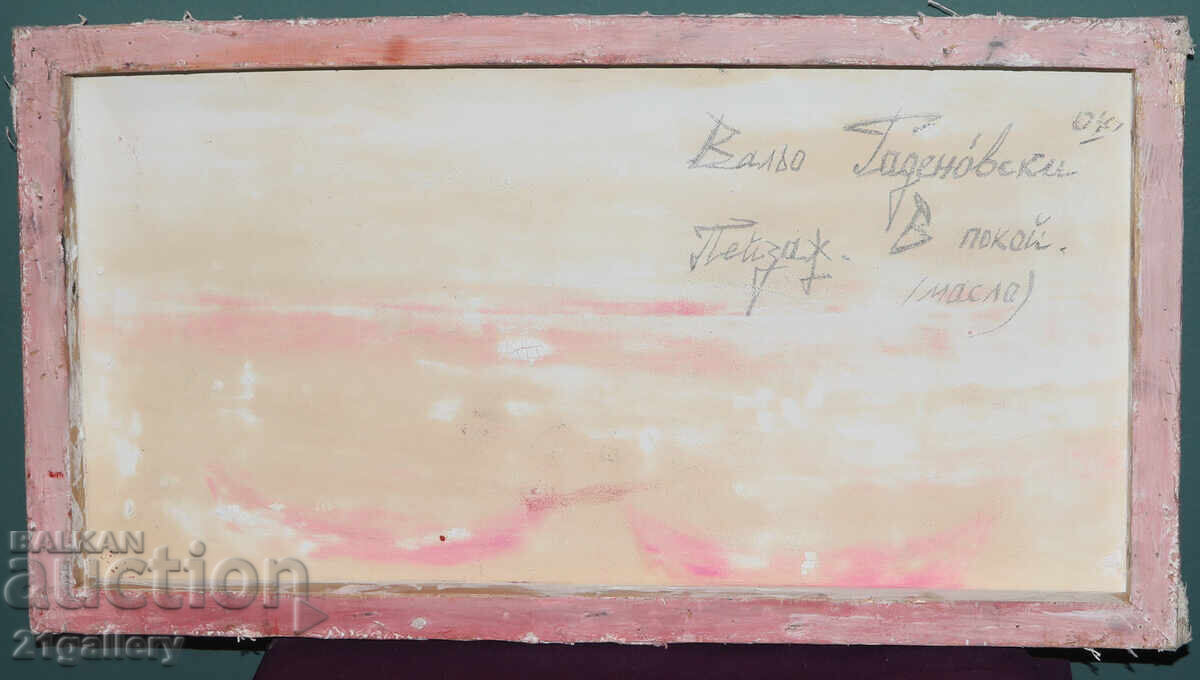 Вальо Гаденовски
Пейзаж. В покой.
(масла)
BALKAN
auction
21gallery